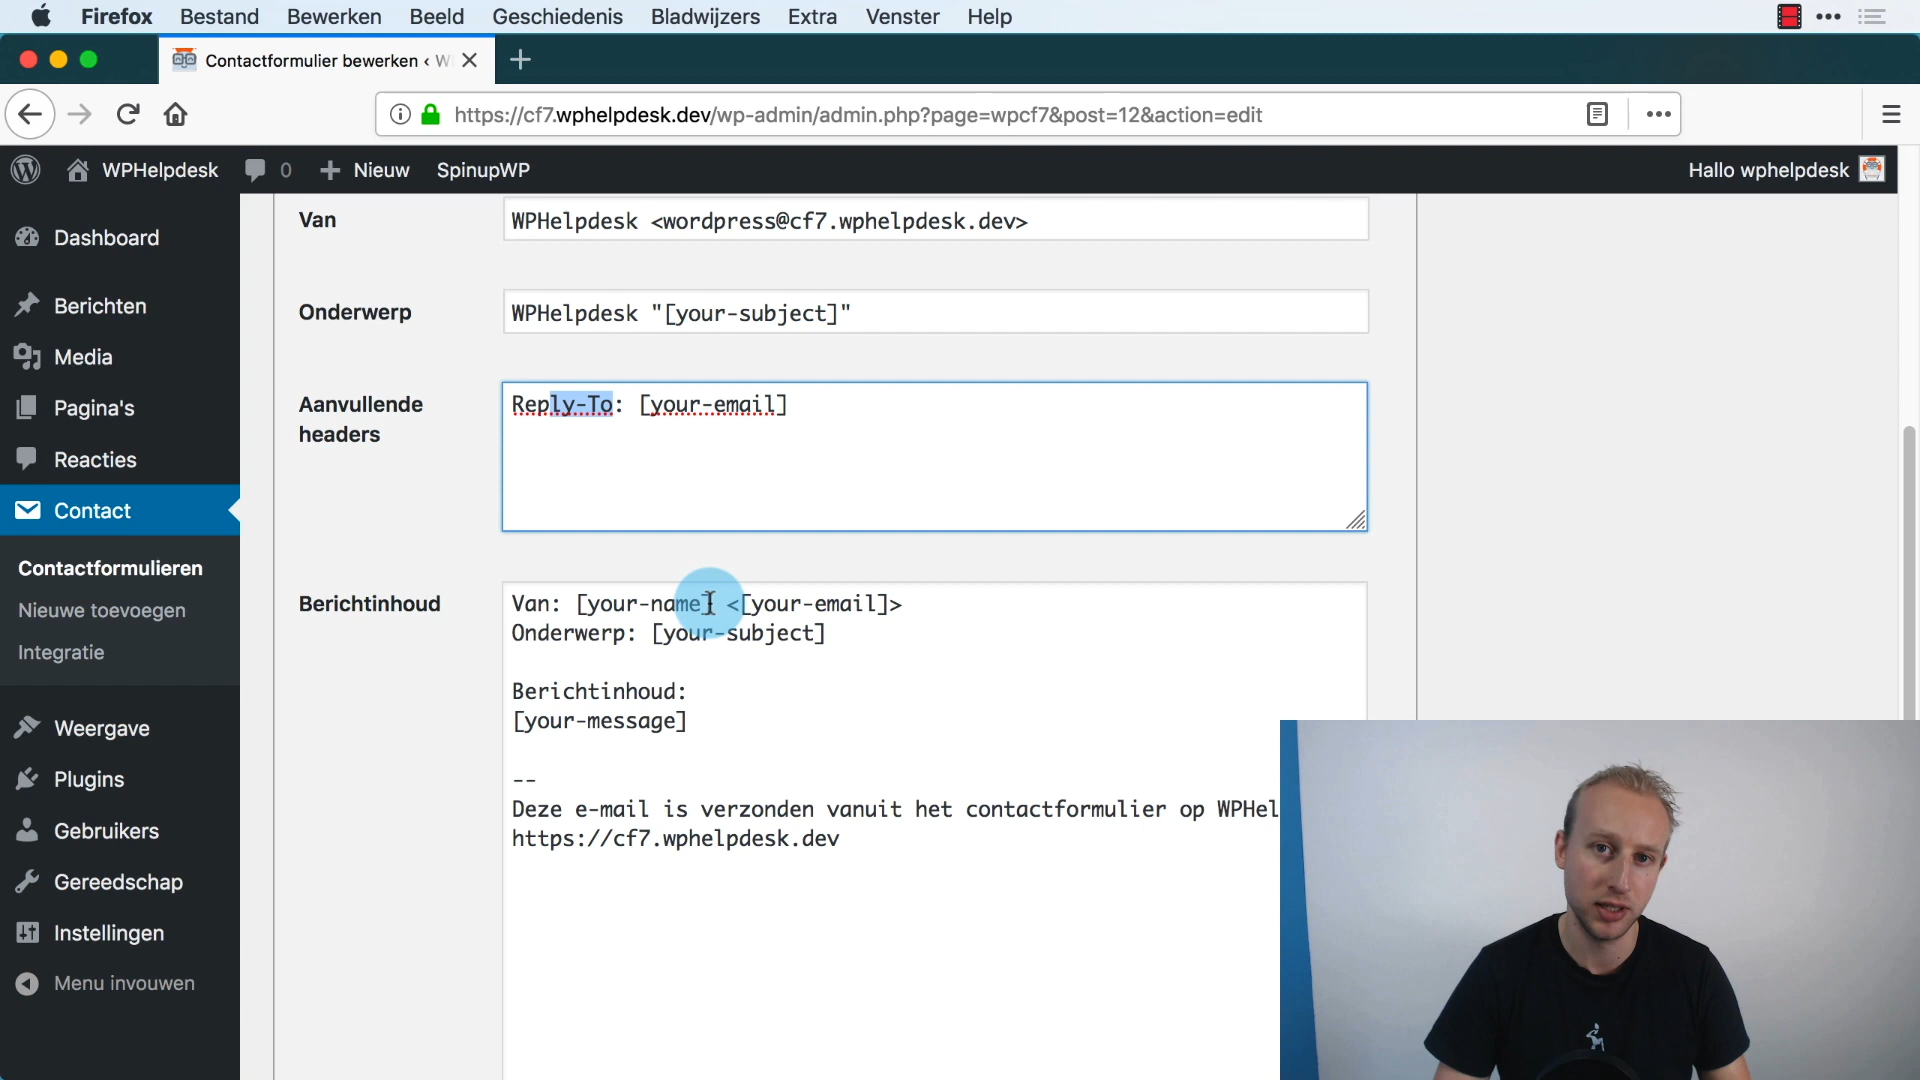 Firefox Bestand Bewerken Beeld Geschiedenis Bladwijzers Extra Venster Help
Contactformulier bewerken ‹ W
https://cf7.wphelpdesk.dev/wp-admin/admin.php?page=wpcf7&post=12&action=edit
WPHelpdesk 0 Nieuw SpinupWP Hallo wphelpdesk
Dashboard
Berichten
Media
Pagina's
Reacties
Contact
Contactformulieren
Nieuwe toevoegen
Integratie
Weergave
Plugins
Gebruikers
Gereedschap
Instellingen
Menu invouwen
Van
WPHelpdesk <wordpress@cf7.wphelpdesk.dev>
Onderwerp
WPHelpdesk "[your-subject]"
Aanvullende
headers
Reply-To: [your-email]
Berichtinhoud
Van: [your-name] <[your-email]>
Onderwerp: [your-subject]
Berichtinhoud:
[your-message]
--
Deze e-mail is verzonden vanuit het contactformulier op WPHel
https://cf7.wphelpdesk.dev